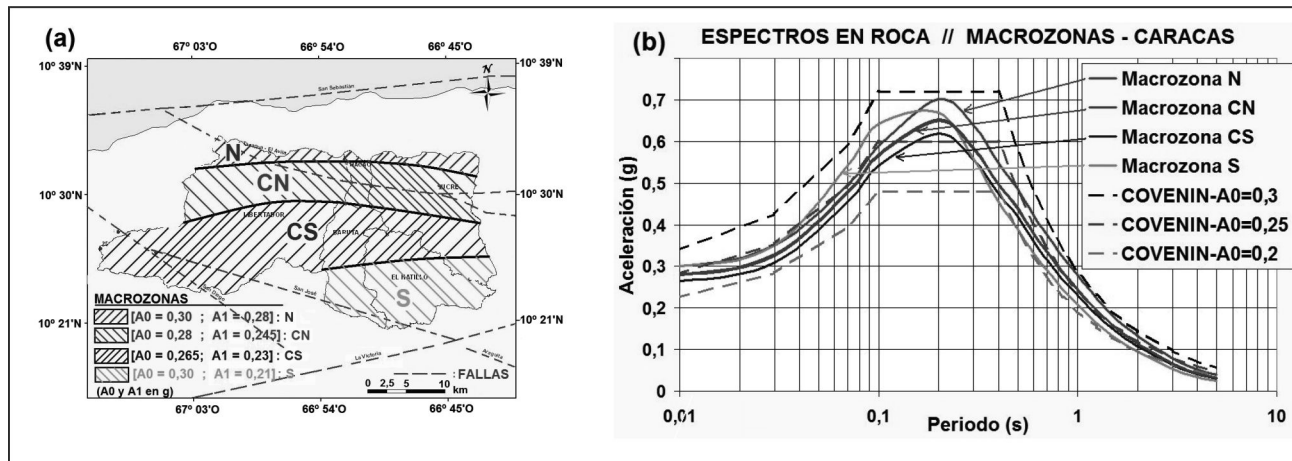 (a)
67º 03'O
66º 54'O
66º 45'O
10º 39'N
10º 39'N
N
San Sebastián
N
CN
SUCRE
10º 30'N
10º 30'N
LIBERTADOR
CS
BARUTA
EL HATILLO
S
San José
MACROZONAS
[A0 = 0,30 ; A1 = 0,28] : N
[A0 = 0,28 ; A1 = 0,245] : CN
[A0 = 0,265; A1 = 0,23] : CS
[A0 = 0,30 ; A1 = 0,21] : S
(A0 y A1 en g)
10º 21'N
10º 21'N
La Victoria
FALLAS
0 2,5 5 10
km
67º 03'O
66º 54'O
66º 45'O
(b)
ESPECTROS EN ROCA // MACROZONAS - CARACAS
Macrozona N
Macrozona CN
Macrozona CS
Macrozona S
COVENIN-A0=0,3
COVENIN-A0=0,25
COVENIN-A0=0,2
Aceleración (g)
0,7
0,6
0,5
0,4
0,3
0,2
0,1
0
0,01
0,1
1
10
Periodo (s)